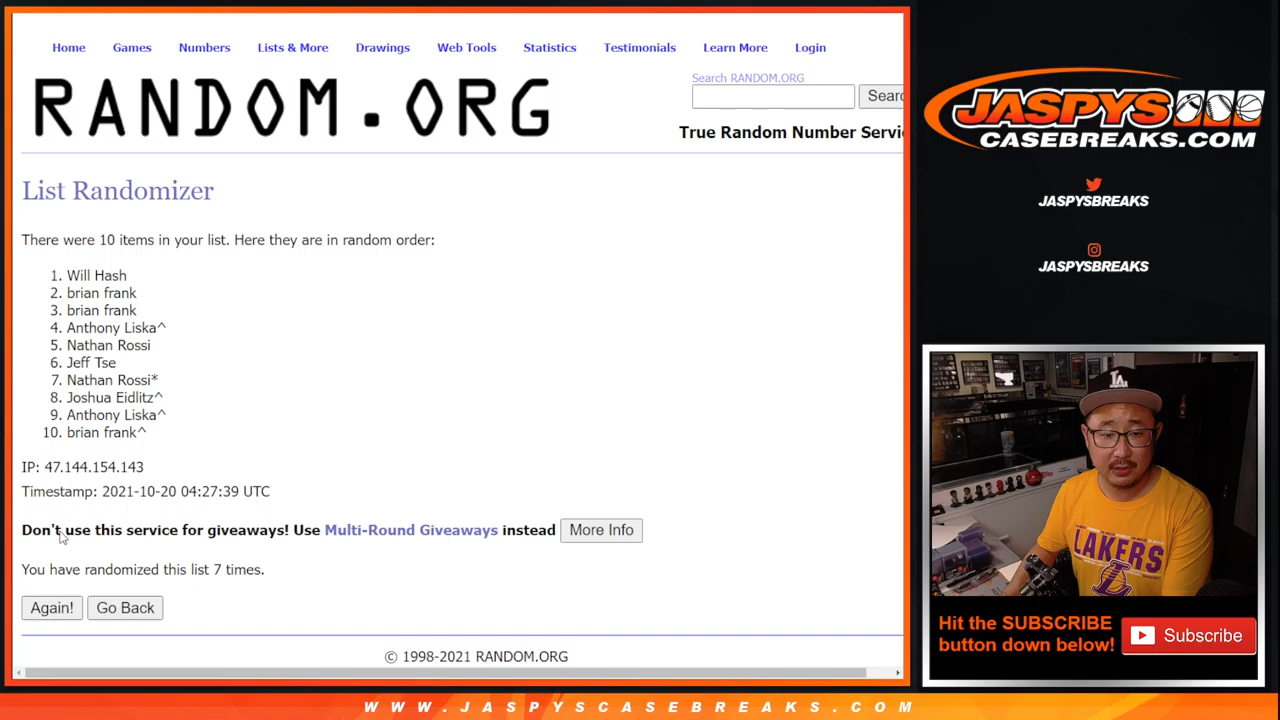 Home Games Numbers Lists & More Drawings Web Tools Statistics Testimonials Learn More Login
RANDOM.ORG
Search RANDOM.ORG
Searc
True Random Number Servi
List Randomizer
There were 10 items in your list. Here they are in random order:
1. Will Hash
2. brian frank
3. brian frank
4. Anthony Liska^
5. Nathan Rossi
6. Jeff Tse
7. Nathan Rossi*
8. Joshua Eidlitz^
9. Anthony Liska^
10. brian frank^
IP: 47.144.154.143
Timestamp: 2021-10-20 04:27:39 UTC
Don't use this service for giveaways! Use Multi-Round Giveaways instead More Info
You have randomized this list 7 times.
Again! Go Back
© 1998-2021 RANDOM.ORG
JASPYS
CASEBREAKS.COM
JASPYSBREAKS
JASPYSBREAKS
LA
LAKERS
L
Hit the SUBSCRIBE
button down below!
Subscribe
WWW.JASPYSCASEBREAKS.COM